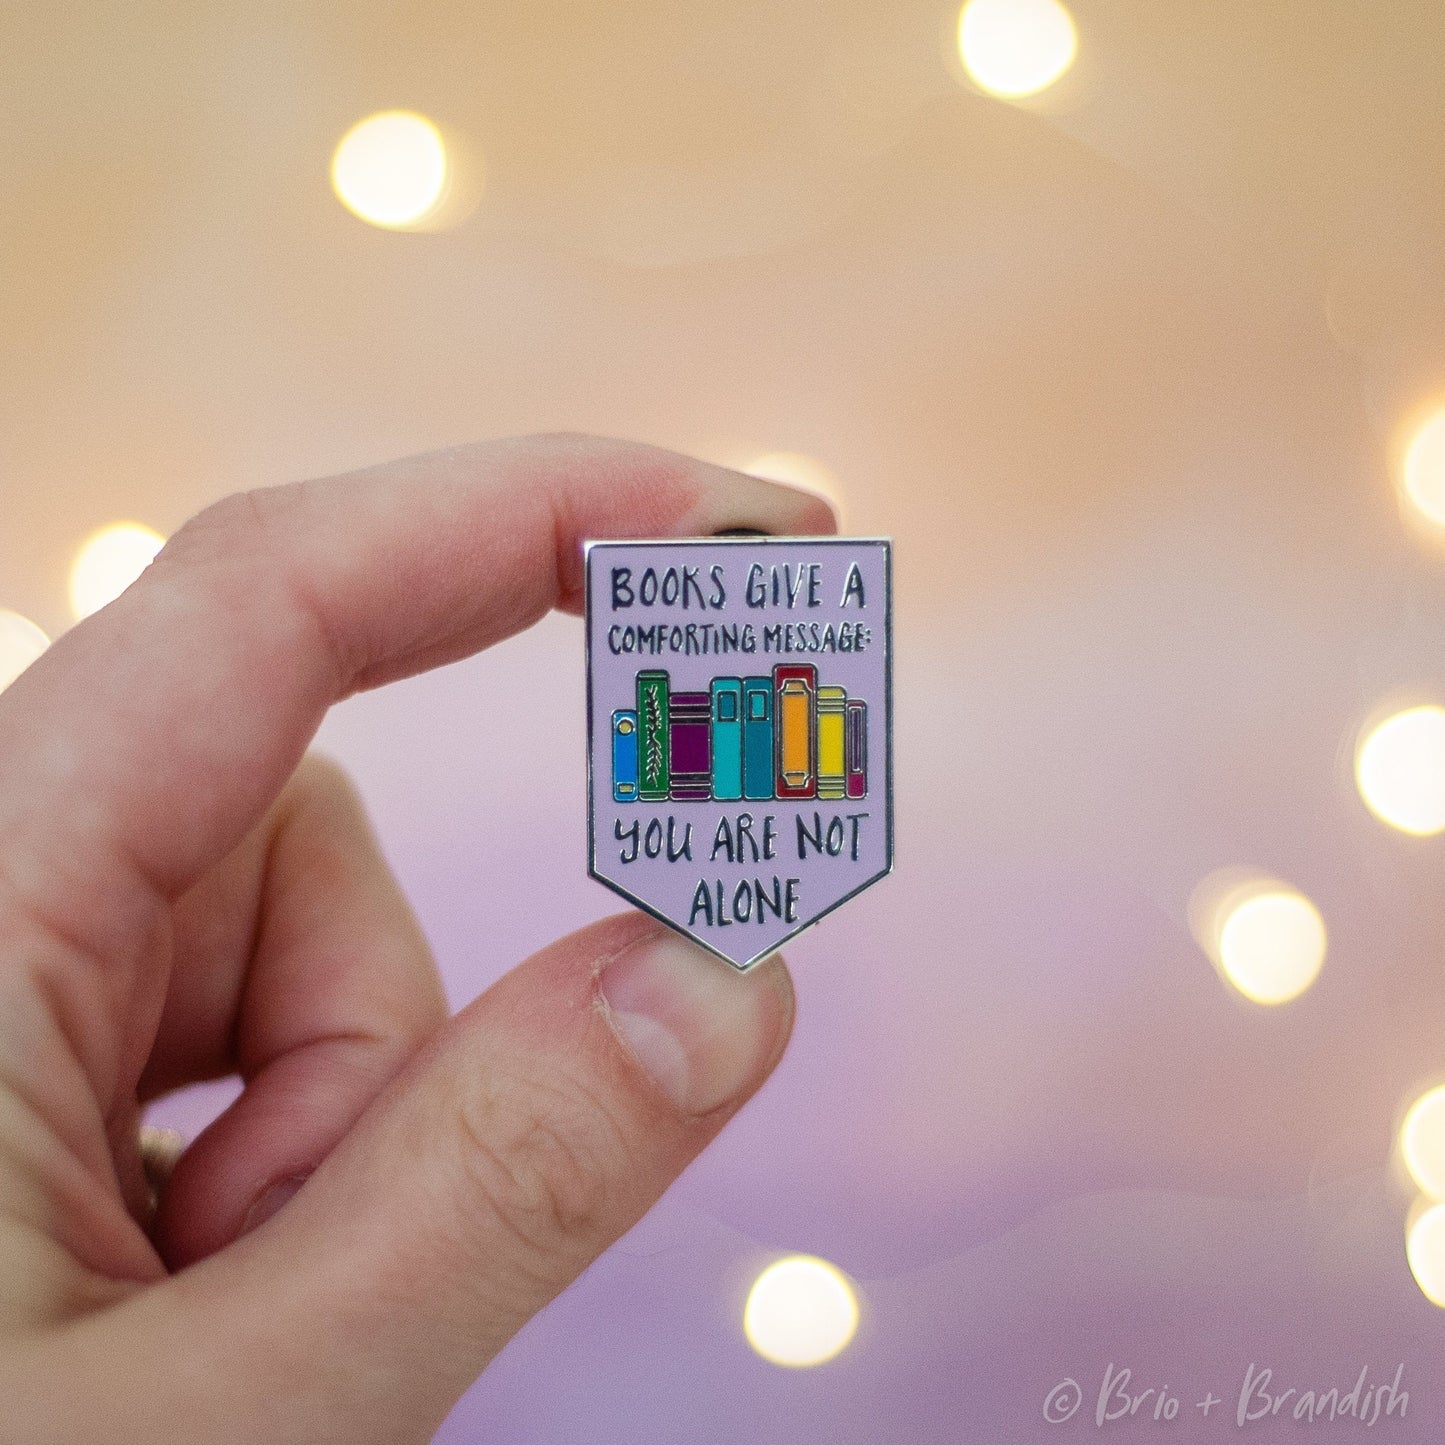 BOOKS GIVE A
COMFORTING MESSAGE:
YOU ARE NOT
ALONE
© Brio + Brandish